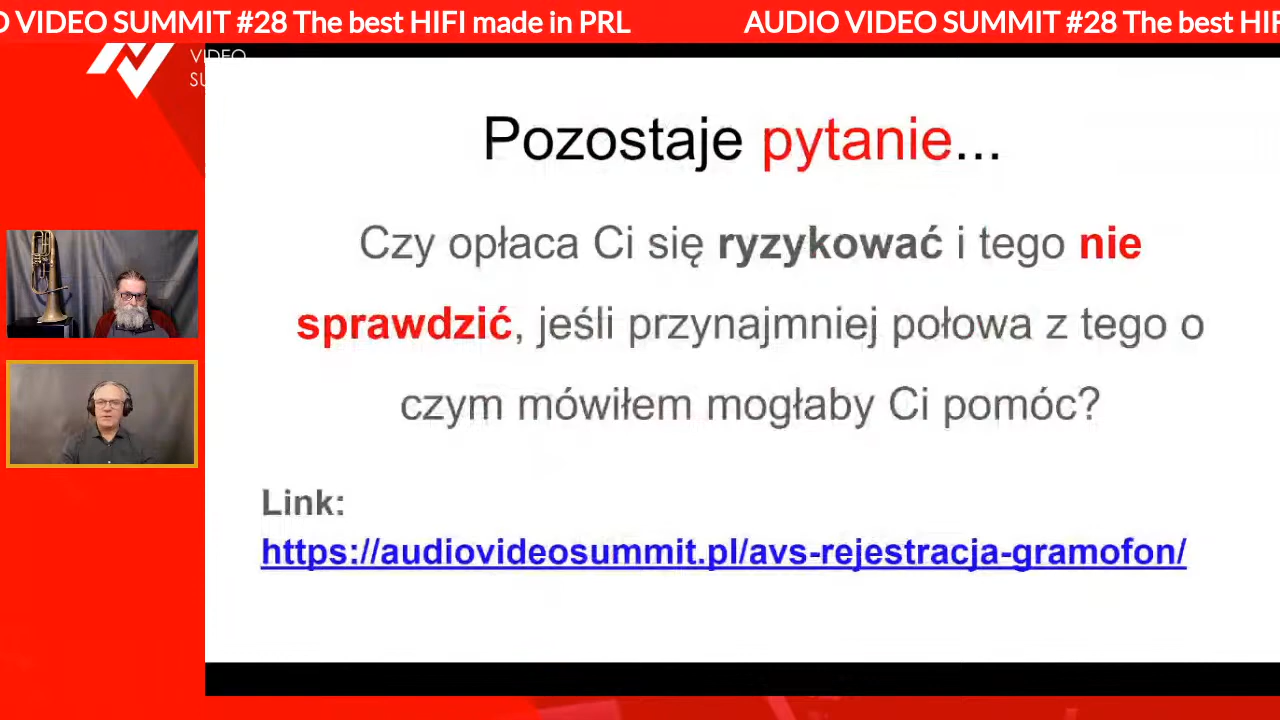 O VIDEO SUMMIT #28 The best HIFI made in PRL AUDIO VIDEO SUMMIT #28 The best HIF
VIDEO
SU
Pozostaje pytanie...
Czy opłaca Ci się ryzykować i tego nie
sprawdzić, jeśli przynajmniej połowa z tego o
czym mówiłem mogłaby Ci pomóc?
Link:
https://audiovideosummit.pl/avs-rejestracja-gramofon/